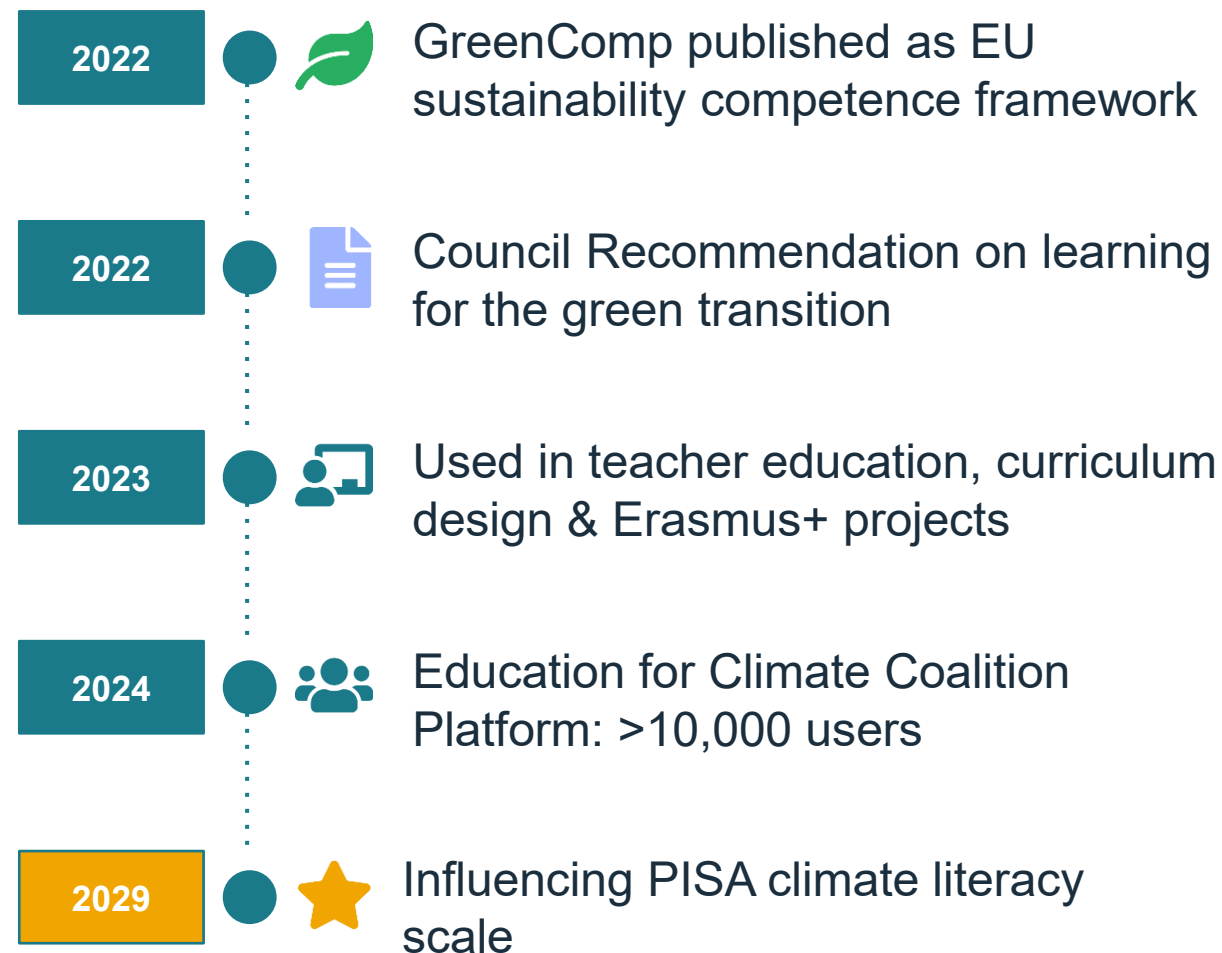 2022
GreenComp published as EU
sustainability competence framework
2022
Council Recommendation on learning
for the green transition
2023
Used in teacher education, curriculum
design & Erasmus+ projects
2024
Education for Climate Coalition
Platform: >10,000 users
2029
Influencing PISA climate literacy
scale